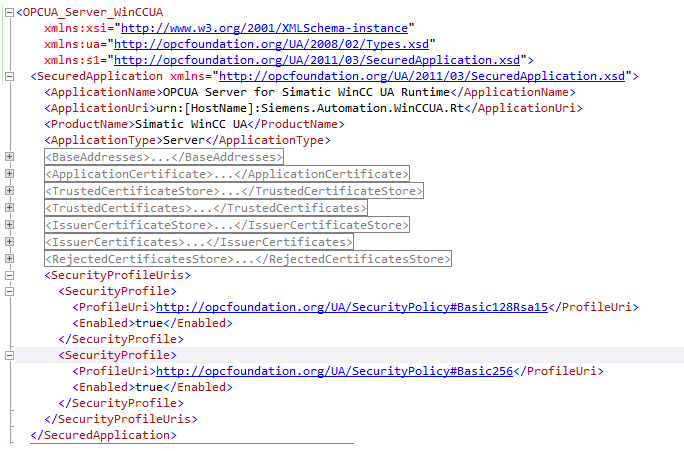 <OPCUA_Server_WinCCUA
xmlns:xsi="http://www.w3.org/2001/XMLSchema-instance"
xmlns:ua="http://opcfoundation.org/UA/2008/02/Types.xsd"
xmlns:s1="http://opcfoundation.org/UA/2011/03/SecuredApplication.xsd">
<SecuredApplication xmlns="http://opcfoundation.org/UA/2011/03/SecuredApplication.xsd">
<ApplicationName>OPCUA Server for Simatic WinCC UA Runtime</ApplicationName>
<ApplicationUri>urn:[HostName]:Siemens.Automation.WinCCUA.Rt</ApplicationUri>
<ProductName>Simatic WinCC UA</ProductName>
<ApplicationType>Server</ApplicationType>
<BaseAddresses>...</BaseAddresses>
<ApplicationCertificate>...</ApplicationCertificate>
<TrustedCertificateStore>...</TrustedCertificateStore>
<TrustedCertificates>...</TrustedCertificates>
<IssuerCertificateStore>...</IssuerCertificateStore>
<IssuerCertificates>...</IssuerCertificates>
<RejectedCertificatesStore>...</RejectedCertificatesStore>
<SecurityProfileUris>
<SecurityProfile>
<ProfileUri>http://opcfoundation.org/UA/SecurityPolicy#Basic128Rsa15</ProfileUri>
<Enabled>true</Enabled>
</SecurityProfile>
<SecurityProfile>
<ProfileUri>http://opcfoundation.org/UA/SecurityPolicy#Basic256</ProfileUri>
<Enabled>true</Enabled>
</SecurityProfile>
</SecurityProfileUris>
</SecuredApplication>